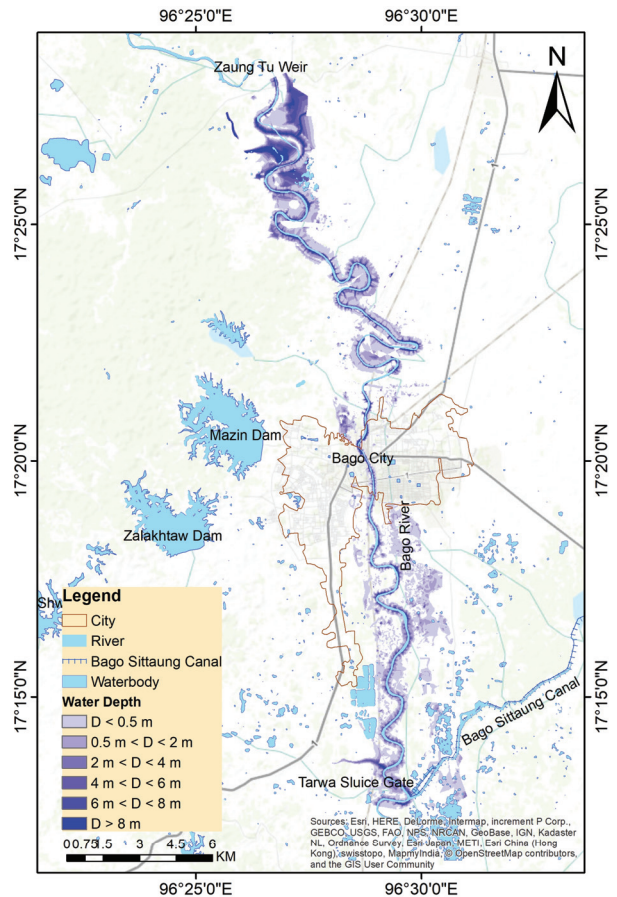 96°25'0"E
96°30'0"E
Zaung Tu Weir
N
17°25'0"N
17°25'0"N
Mazin Dam
17°20'0"N
Bago City
17°20'0"N
Zalakhtaw Dam
Bago River
Shw
Legend
City
River
Bago Sittaung Canal
Waterbody
Water Depth
D < 0.5 m
0.5 m < D < 2 m
2 m < D < 4 m
4 m < D < 6 m
6 m < D < 8 m
D > 8 m
0 0.75 1.5 3 4.5 6
KM
17°15'0"N
17°15'0"N
Bago Sittaung Canal
Tarwa Sluice Gate
Sources: Esri, HERE, DeLorme, Intermap, increment P Corp.,
GEBCO, USGS, FAO, NPS, NRCAN, GeoBase, IGN, Kadaster
NL, Ordnance Survey, Esri Japan, METI, Esri China (Hong
Kong), swisstopo, MapmyIndia, © OpenStreetMap contributors,
and the GIS User Community
96°25'0"E
96°30'0"E